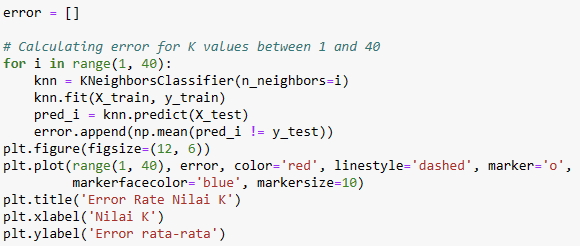 error = []

# Calculating error for K values between 1 and 40
for i in range(1, 40):
    knn = KNeighborsClassifier(n_neighbors=i)
    knn.fit(X_train, y_train)
    pred_i = knn.predict(X_test)
    error.append(np.mean(pred_i != y_test))
plt.figure(figsize=(12, 6))
plt.plot(range(1, 40), error, color='red', linestyle='dashed', marker='o',
         markerfacecolor='blue', markersize=10)
plt.title('Error Rate Nilai K')
plt.xlabel('Nilai K')
plt.ylabel('Error rata-rata')